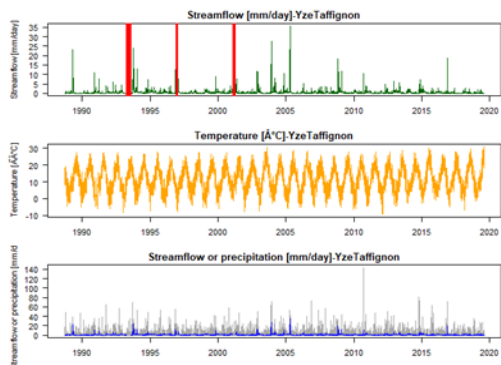 Streamflow [mm/day]-YzeTaffignon
Streamflow [mm/day]
35
30
25
20
15
10
5
0
1990 1995 2000 2005 2010 2015 2020
Temperature [Â°C]-YzeTaffignon
Temperature [Â°C]
30
20
10
0
-10
1990 1995 2000 2005 2010 2015 2020
Streamflow or precipitation [mm/day]-YzeTaffignon
treamflow or precipitation [mm/d
140
120
100
80
60
40
20
0
1990 1995 2000 2005 2010 2015 2020